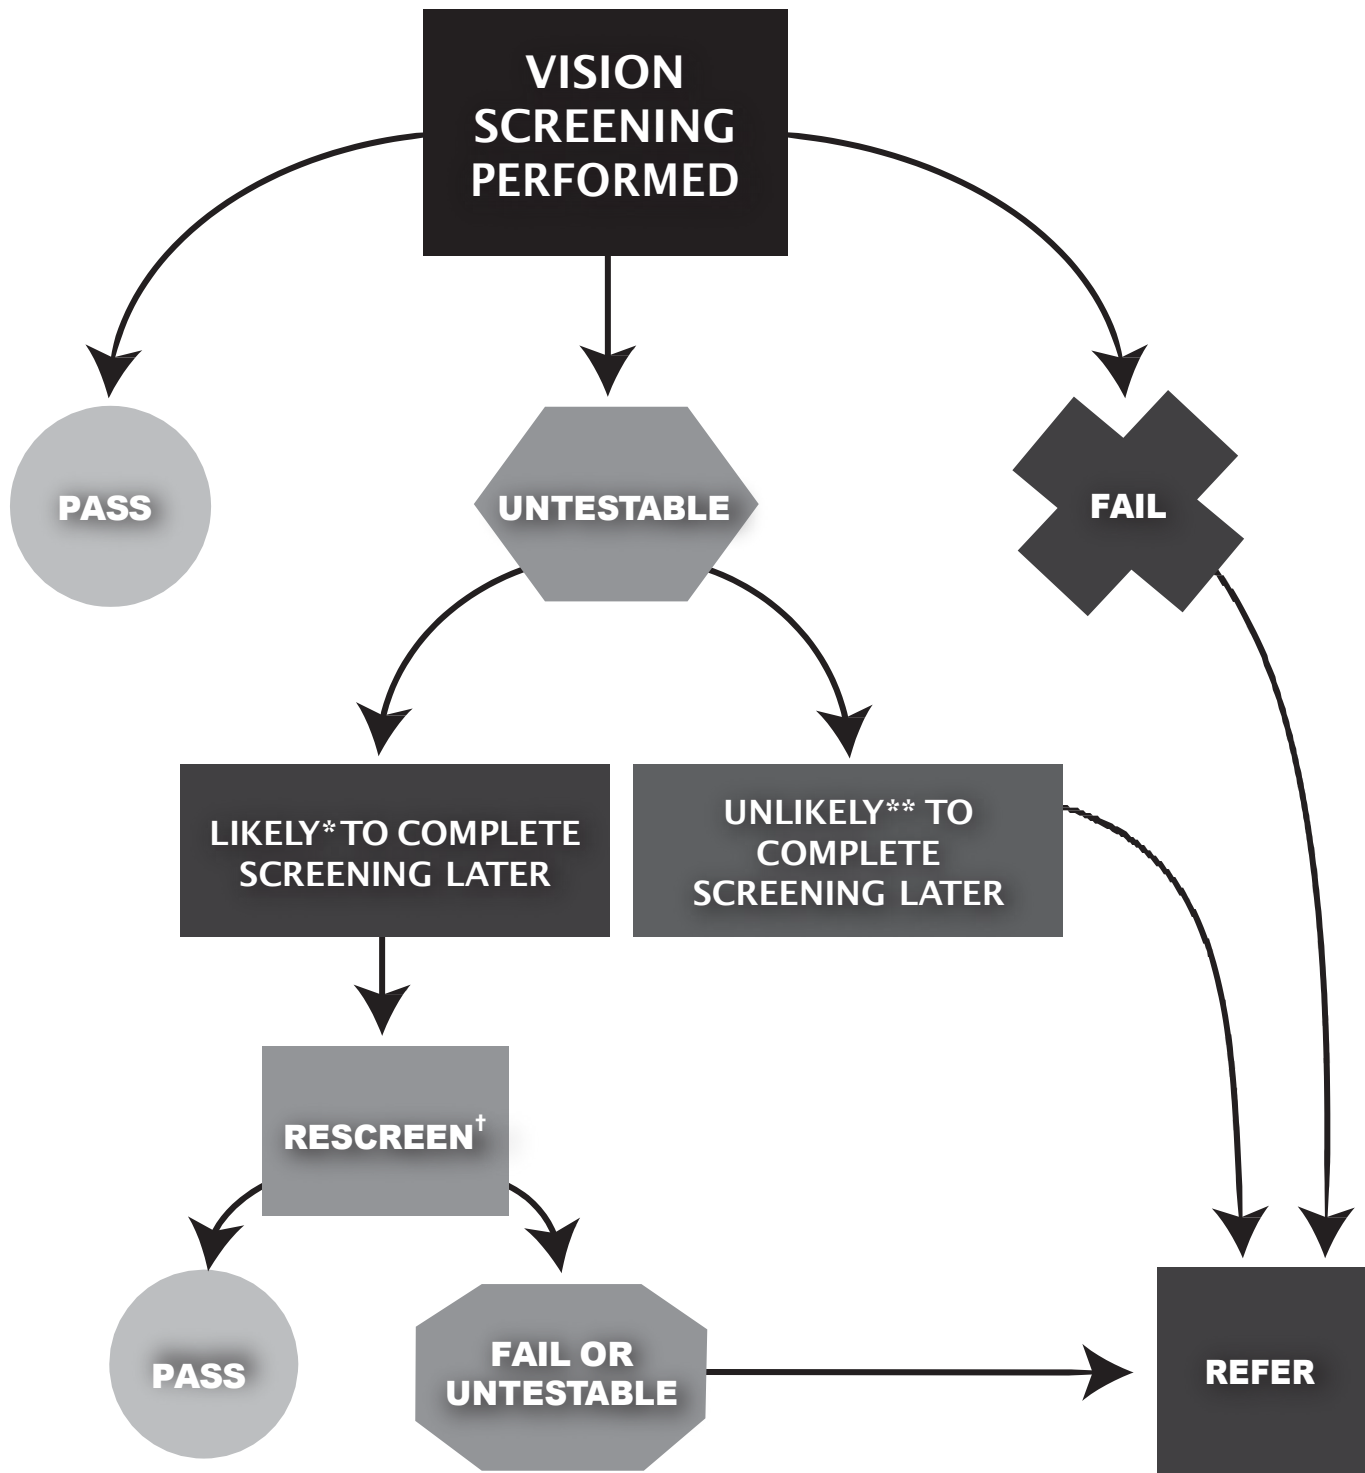 VISION
SCREENING
PERFORMED
PASS
UNTESTABLE
FAIL
LIKELY* TO COMPLETE
SCREENING LATER
UNLIKELY** TO
COMPLETE
SCREENING LATER
RESCREEN†
PASS
FAIL OR
UNTESTABLE
REFER